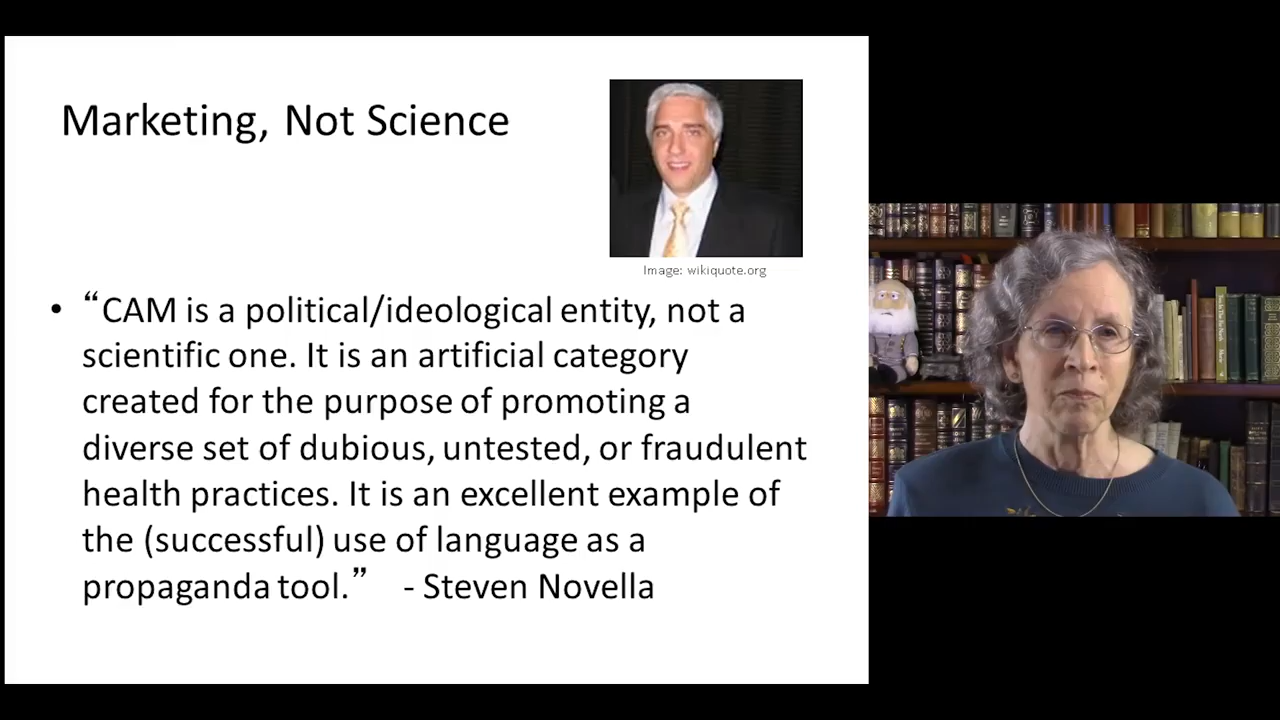 Marketing, Not Science
Image: wikiquote.org
• “CAM is a political/ideological entity, not a
scientific one. It is an artificial category
created for the purpose of promoting a
diverse set of dubious, untested, or fraudulent
health practices. It is an excellent example of
the (successful) use of language as a
propaganda tool.” - Steven Novella